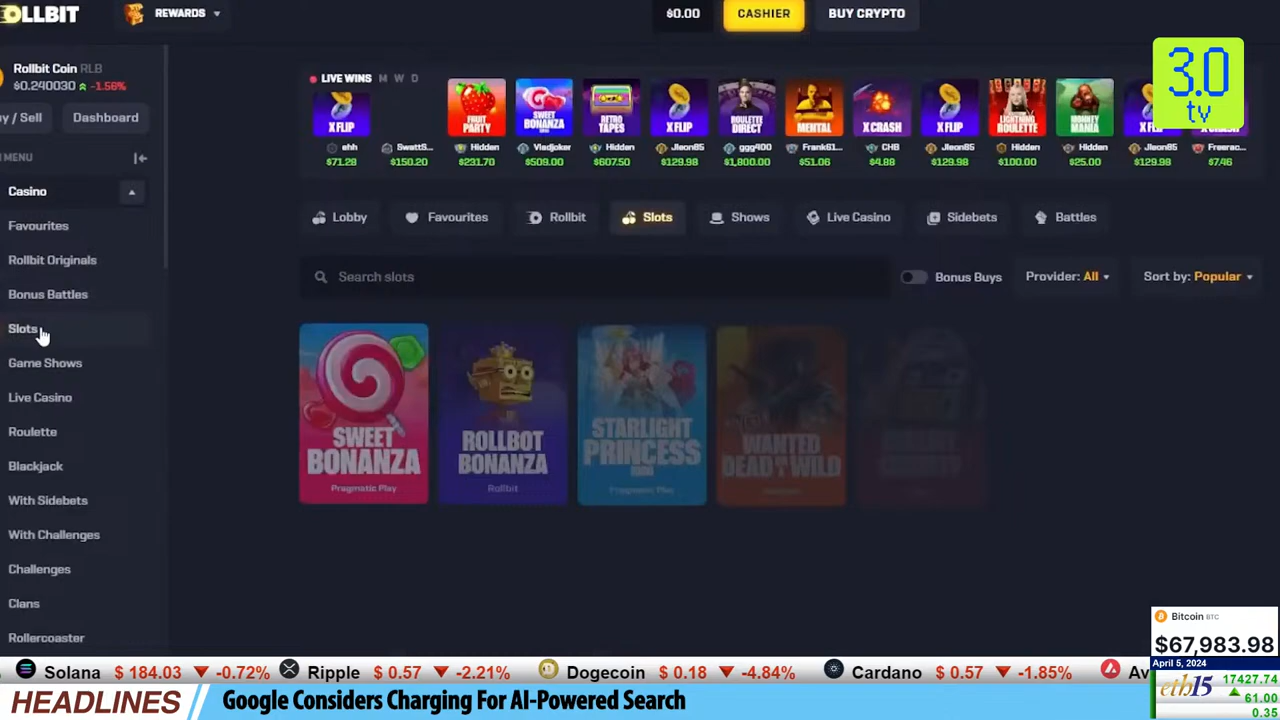 OLLBIT
REWARDS
$0.00
CASHIER
BUY CRYPTO
3.0
tv
Rollbit Coin RLB
$0.240030 -1.56%
y / Sell
Dashboard
MENU
Casino
Favourites
Rollbit Originals
Bonus Battles
Slots
Game Shows
Live Casino
Roulette
Blackjack
With Sidebets
With Challenges
Challenges
Clans
Rollercoaster
LIVE WINS M W D
X FLIP
FRUIT PARTY
SWEET BONANZA
RETRO TAPES
X FLIP
ROULETTE DIRECT
MENTAL
X CRASH
X FLIP
LIGHTNING ROULETTE
MONKEY MANIA
ehh
SwattS...
Hidden
Vladjoker
Hidden
Jleon85
ggg400
Frank61...
CHB
Jleon85
Hidden
Hidden
Jleon85
Freerac...
$71.28
$150.20
$231.70
$509.00
$607.50
$129.98
$1,800.00
$51.06
$4.88
$129.98
$100.00
$25.00
$129.98
$7.46
Lobby
Favourites
Rollbit
Slots
Shows
Live Casino
Sidebets
Battles
Search slots
Bonus Buys
Provider: All
Sort by: Popular
SWEET
BONANZA
Pragmatic Play
ROLLBOT
BONANZA
Rollbit
STARLIGHT
PRINCESS
Pragmatic Play
WANTED
DEAD WILD
Bitcoin BTC
$67,983.98
April 5, 2024
eth15
17427.74
61.00
0.35
Solana $ 184.03 -0.72% Ripple $ 0.57 -2.21% Dogecoin $ 0.18 -4.84% Cardano $ 0.57 -1.85% Av
HEADLINES
Google Considers Charging For AI-Powered Search